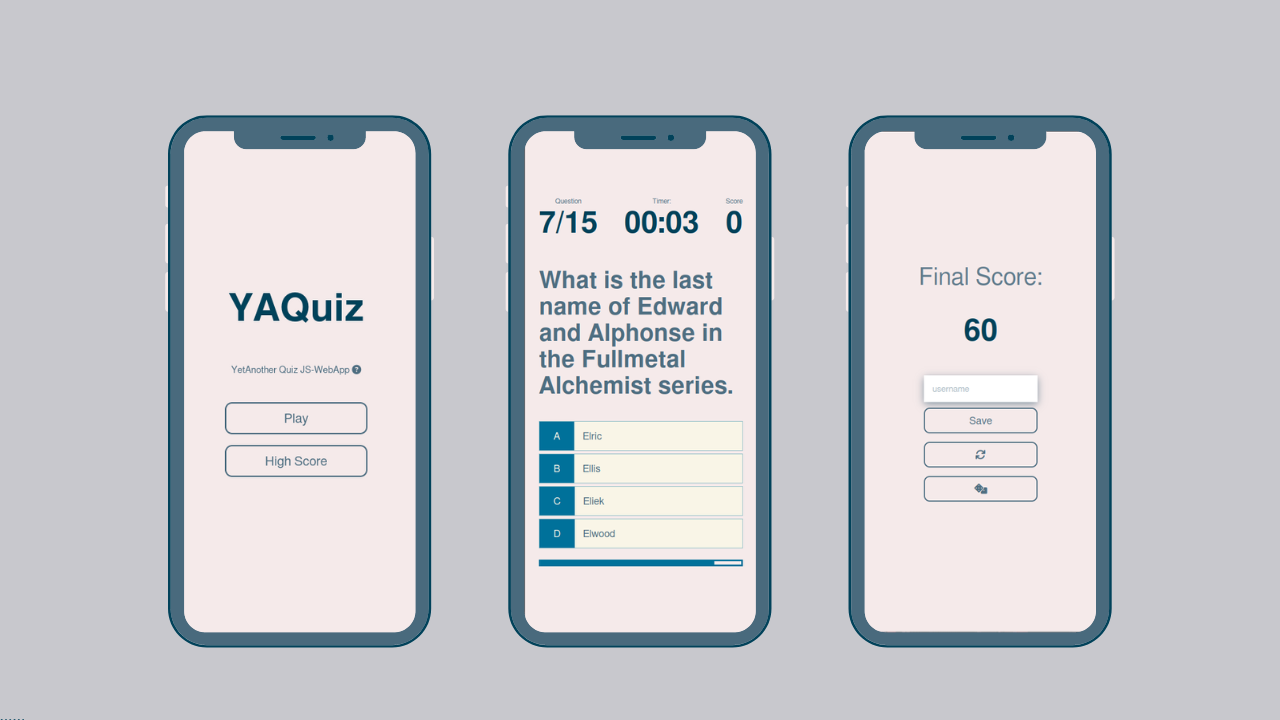 YAQuiz
YetAnother Quiz JS-WebApp ?
Play
High Score
Question Timer: Score
7/15 00:03 0
What is the last
name of Edward
and Alphonse in
the Fullmetal
Alchemist series.
A Elric
B Ellis
C Eliek
D Elwood
Final Score:
60
username
Save